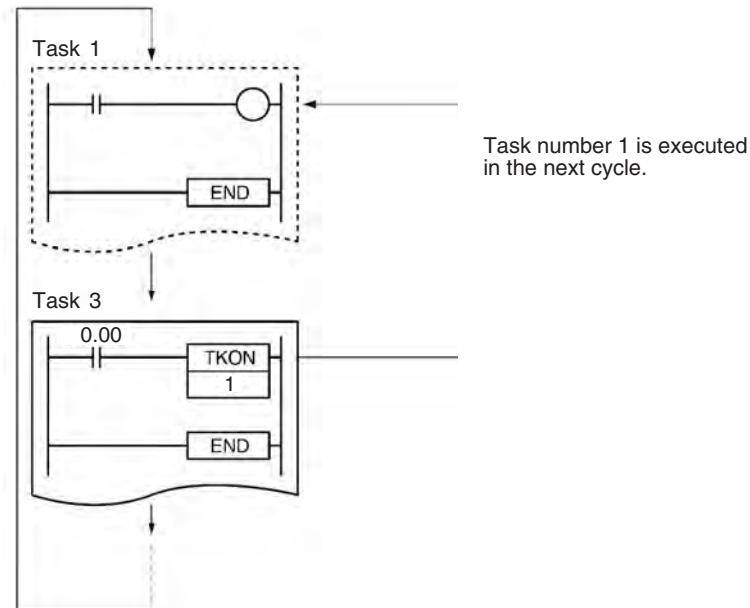 Task 1
END
Task number 1 is executed
in the next cycle.
Task 3
0.00
TKON
1
END